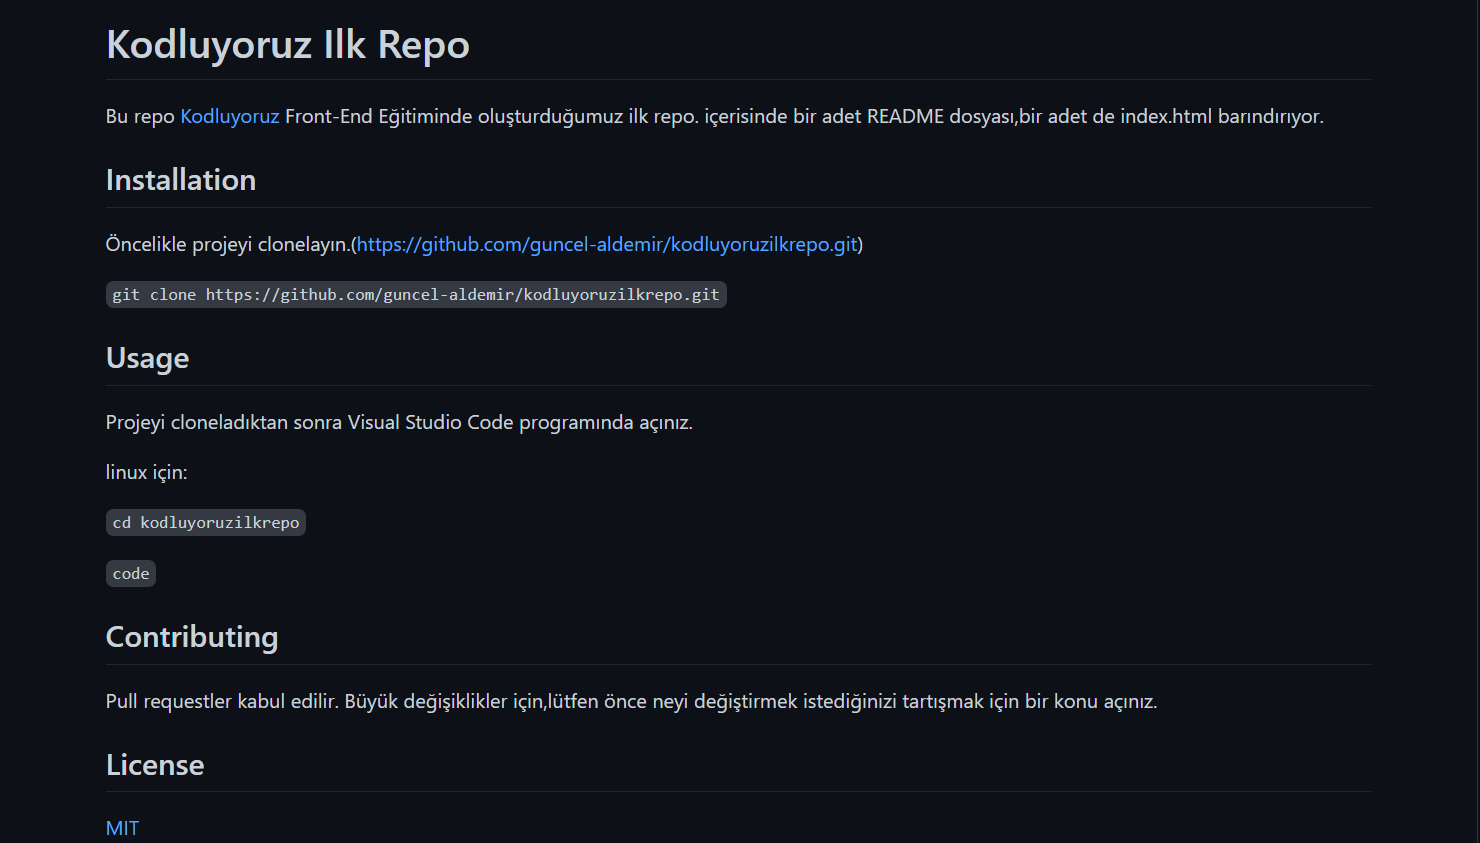 Kodluyoruz Ilk Repo
Bu repo Kodluyoruz Front-End Eğitiminde oluşturduğumuz ilk repo. içerisinde bir adet README dosyası,bir adet de index.html barındırıyor.
Installation
Öncelikle projeyi clonelayın.(https://github.com/guncel-aldemir/kodluyoruzilkrepo.git)
git clone https://github.com/guncel-aldemir/kodluyoruzilkrepo.git
Usage
Projeyi cloneladıktan sonra Visual Studio Code programında açınız.
linux için:
cd kodluyoruzilkrepo
code
Contributing
Pull requestler kabul edilir. Büyük değişiklikler için,lütfen önce neyi değiştirmek istediğinizi tartışmak için bir konu açınız.
License
MIT